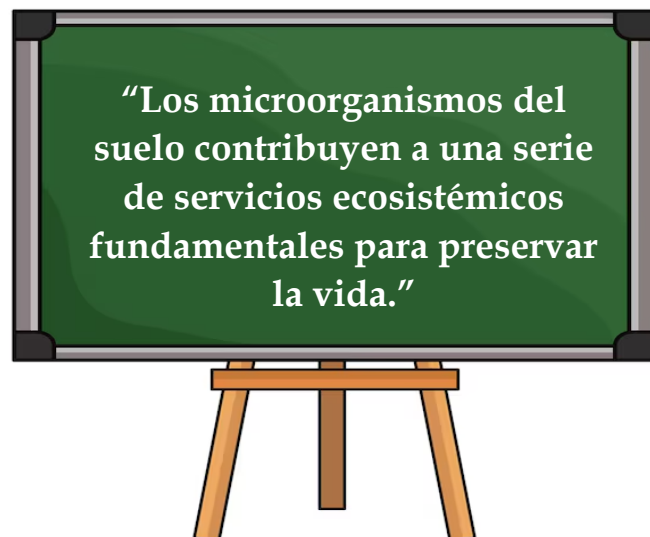 “Los microorganismos del
suelo contribuyen a una serie
de servicios ecosistémicos
fundamentales para preservar
la vida.”